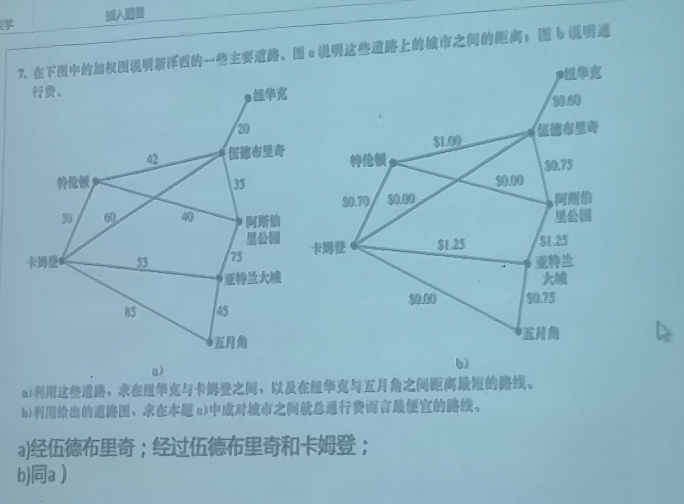 插入题图
7. 在下图中的加权图说明新泽西的一些主要道路、图a说明这些道路上的城市之间的距离；图b说明通
行费、
纽华克
20
42
伍德布里奇
特伦顿
35
30
60
40
阿斯伯
里公园
卡姆登
75
亚特兰大城
85
45
五月角
a)
纽华克
$0.60
$1.00
伍德布里奇
特伦顿
$0.75
$0.70
$0.00
$0.00
阿斯伯
里公园
卡姆登
$1.25
$1.25
亚特兰
大城
$0.00
$0.75
五月角
b)
a)利用这些道路、求在纽华克与卡姆登之间、以及在纽华克与五月角之间距离最短的路线。
b)利用给出的道路图、求在本题a)中成对城市之间就总通行费而言最便宜的路线。
a)经伍德布里奇；经过伍德布里奇和卡姆登；
b)同a）